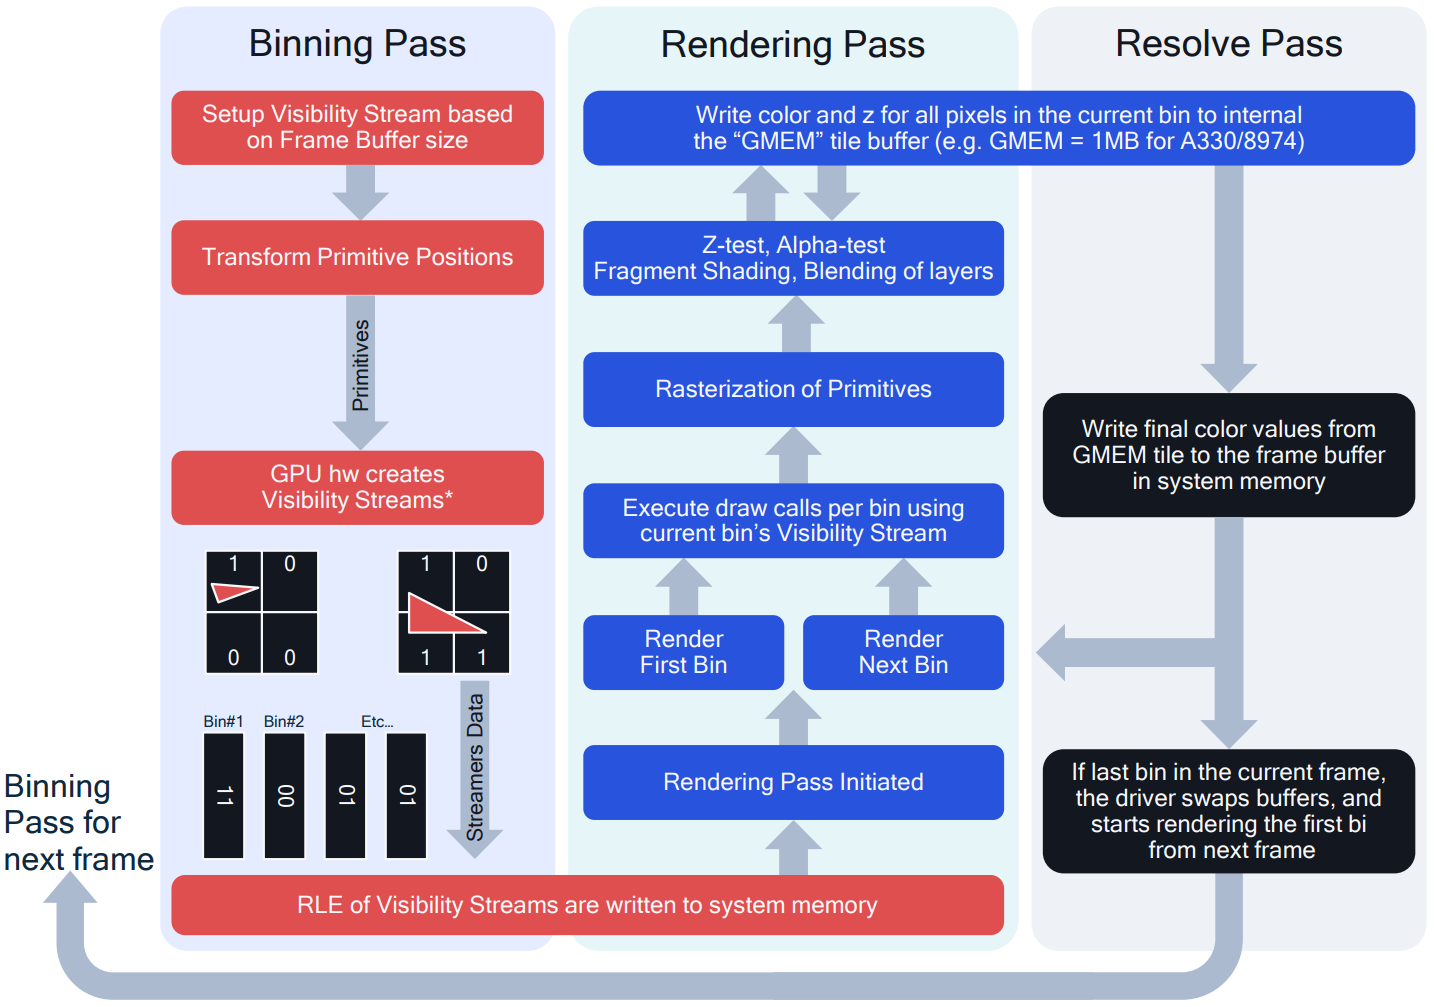 Binning Pass
Setup Visibility Stream based
on Frame Buffer size
Transform Primitive Positions
Primitives
GPU hw creates
Visibility Streams*
1 0
0 0
1 0
1 1
Bin#1 Bin#2 Etc...
11 00 01 01
Streamers Data
RLE of Visibility Streams are written to system memory
Rendering Pass
Write color and z for all pixels in the current bin to internal
the “GMEM” tile buffer (e.g. GMEM = 1MB for A330/8974)
Z-test, Alpha-test
Fragment Shading, Blending of layers
Rasterization of Primitives
Execute draw calls per bin using
current bin’s Visibility Stream
Render
First Bin
Render
Next Bin
Rendering Pass Initiated
Resolve Pass
Write final color values from
GMEM tile to the frame buffer
in system memory
If last bin in the current frame,
the driver swaps buffers, and
starts rendering the first bi
from next frame
Binning
Pass for
next frame